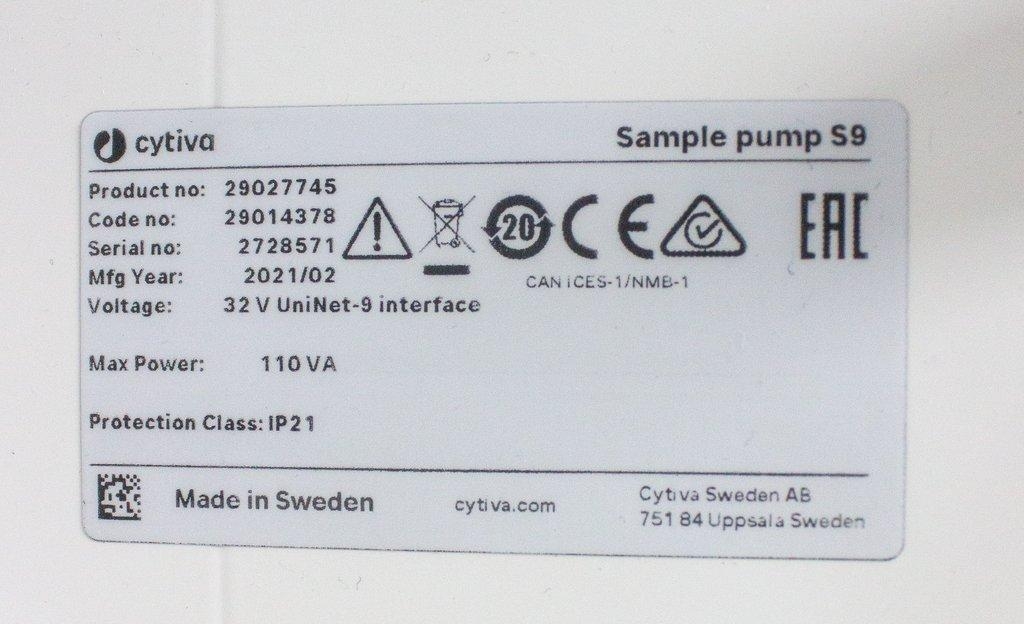 cytiva
Sample pump S9
Product no: 29027745
Code no: 29014378
Serial no: 2728571
Mfg Year: 2021/02
Voltage: 32 V UniNet-9 interface
20
CE
EAC
CAN ICES-1/NMB-1
Max Power: 110 VA
Protection Class: IP21
Made in Sweden
cytiva.com
Cytiva Sweden AB
751 84 Uppsala Sweden